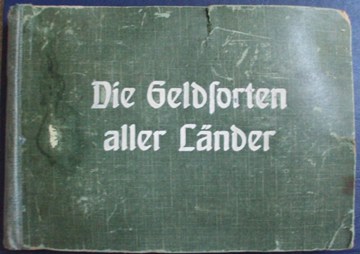 Die Geldſorten
aller Länder